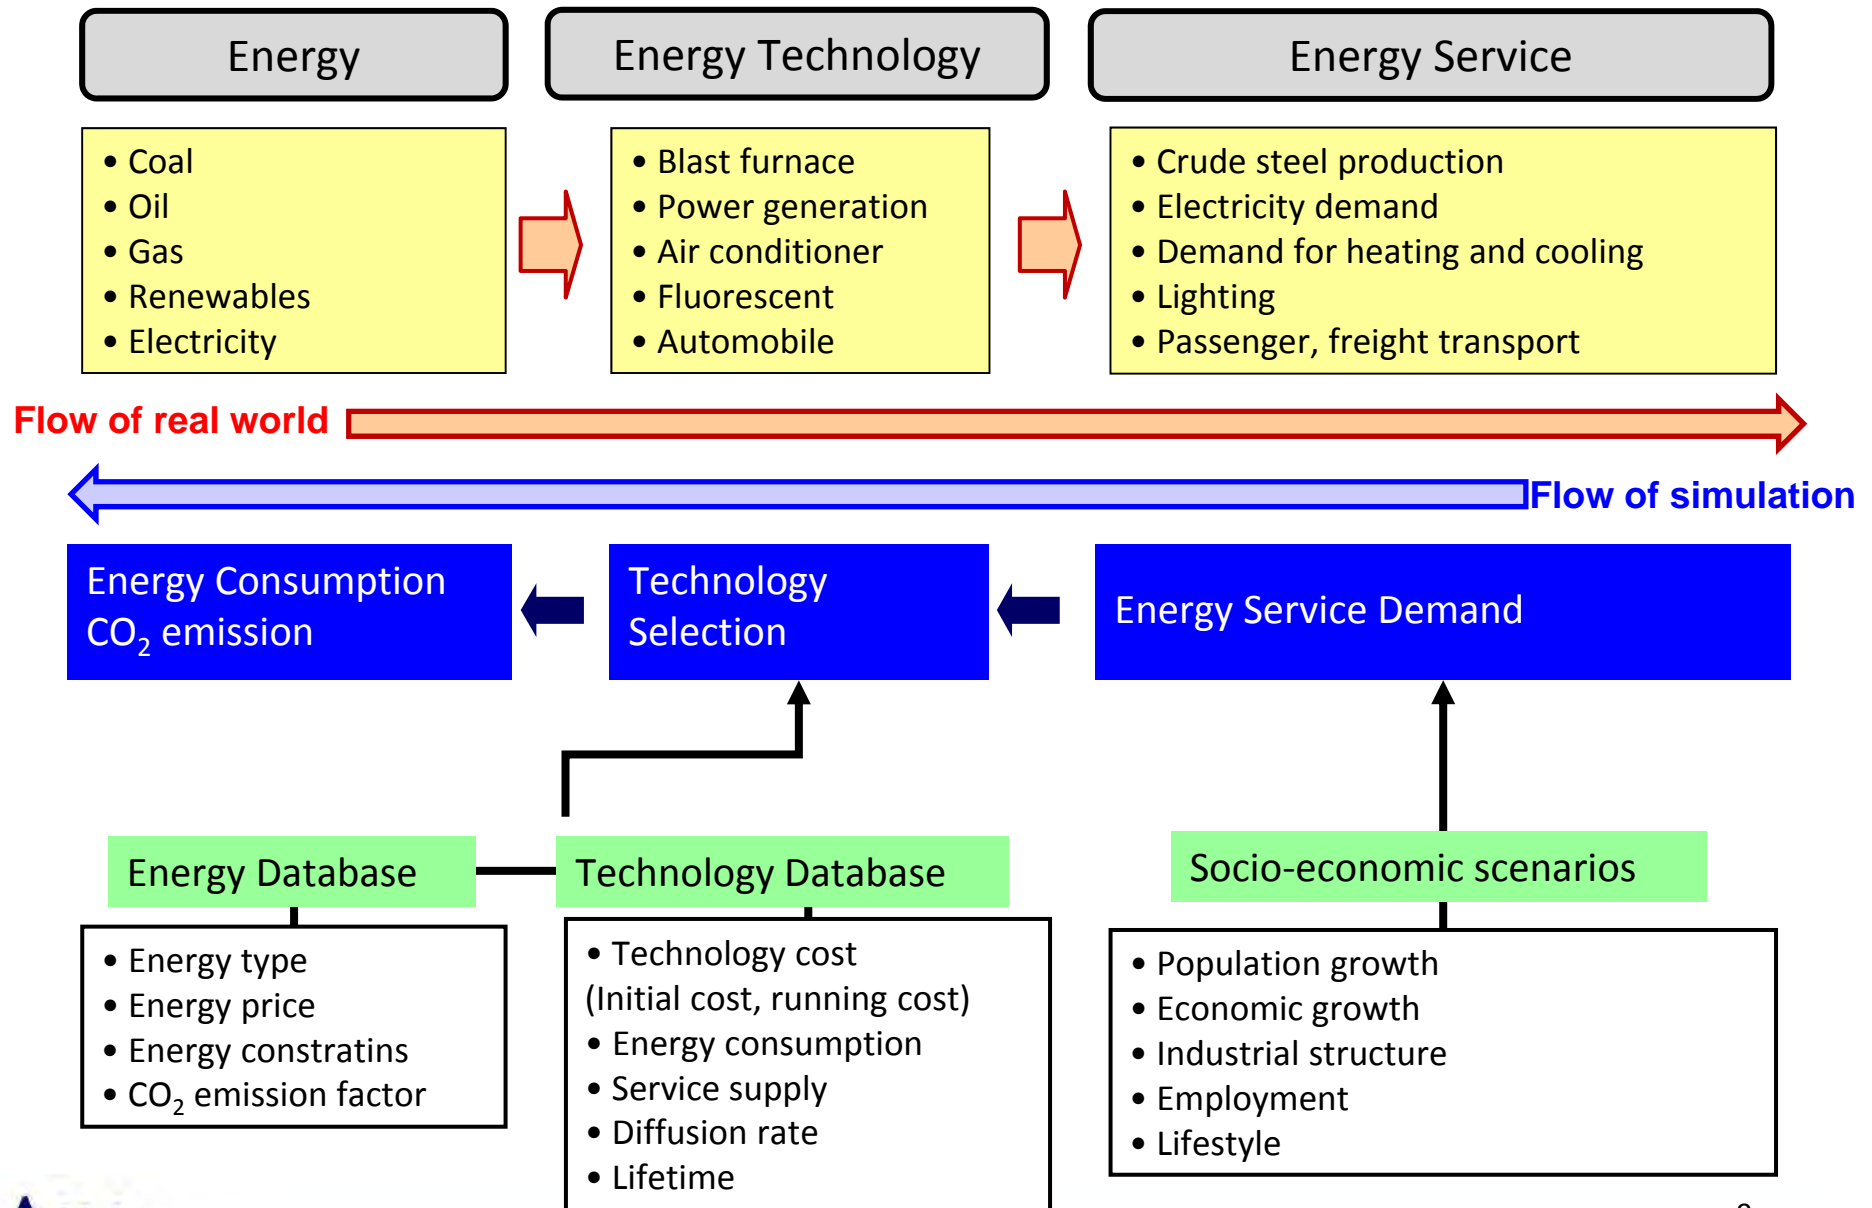 Energy
Energy Technology
Energy Service
• Coal
• Oil
• Gas
• Renewables
• Electricity
• Blast furnace
• Power generation
• Air conditioner
• Fluorescent
• Automobile
• Crude steel production
• Electricity demand
• Demand for heating and cooling
• Lighting
• Passenger, freight transport
Flow of real world
Flow of simulation
Energy Consumption
CO₂ emission
Technology
Selection
Energy Service Demand
Energy Database
Technology Database
Socio-economic scenarios
• Energy type
• Energy price
• Energy constratins
• CO₂ emission factor
• Technology cost
(Initial cost, running cost)
• Energy consumption
• Service supply
• Diffusion rate
• Lifetime
• Population growth
• Economic growth
• Industrial structure
• Employment
• Lifestyle